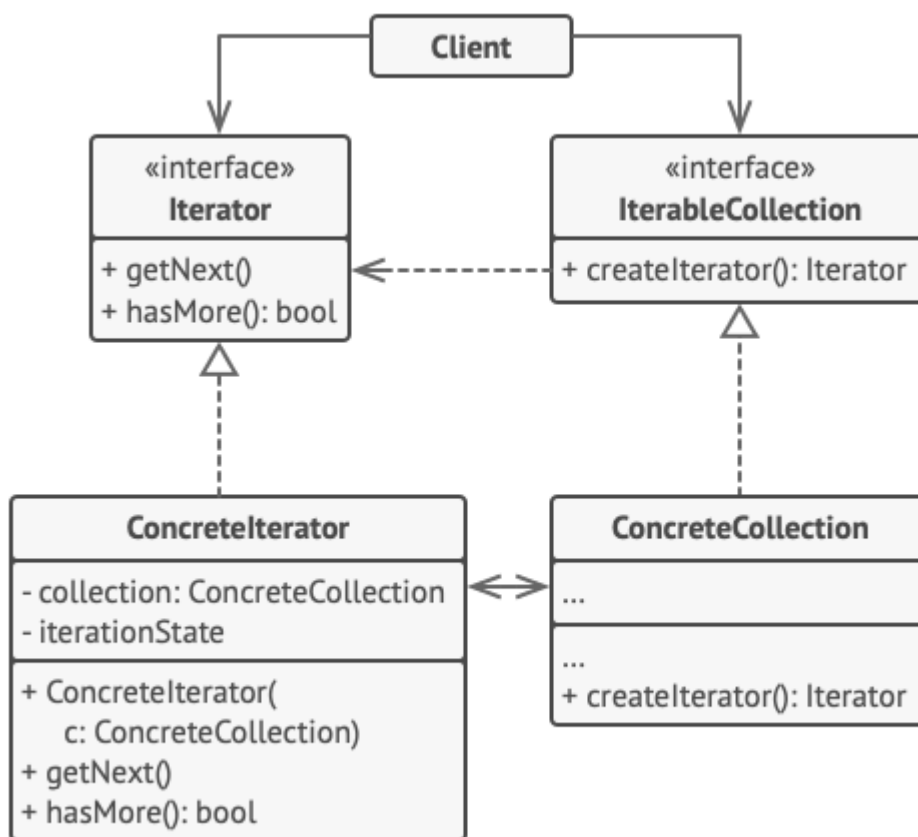 Client
«interface»
Iterator
+ getNext()
+ hasMore(): bool
«interface»
IterableCollection
+ createIterator(): Iterator
ConcreteIterator
- collection: ConcreteCollection
- iterationState
+ ConcreteIterator(
c: ConcreteCollection)
+ getNext()
+ hasMore(): bool
ConcreteCollection
...
...
+ createIterator(): Iterator